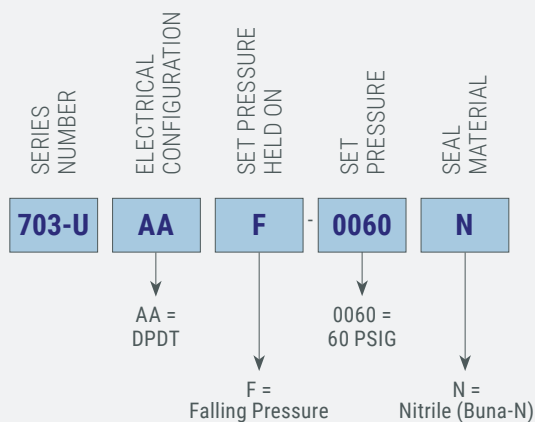 SERIES
NUMBER
ELECTRICAL
CONFIGURATION
SET PRESSURE
HELD ON
SET
PRESSURE
SEAL
MATERIAL
703-U AA F - 0060 N
AA =
DPDT
0060 =
60 PSIG
F =
Falling Pressure
N =
Nitrile (Buna-N)